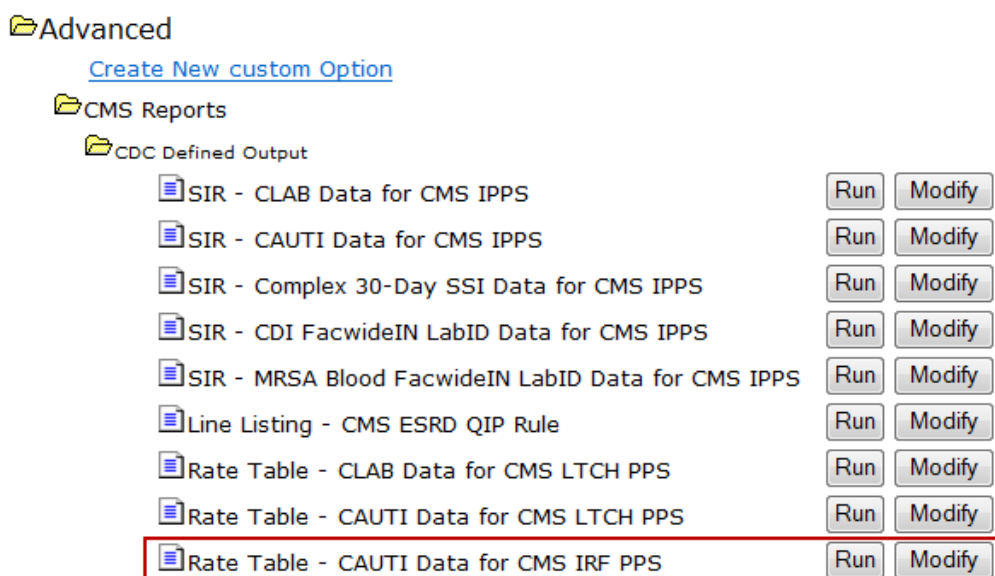 Advanced
Create New custom Option
CMS Reports
CDC Defined Output
SIR - CLAB Data for CMS IPPS Run Modify
SIR - CAUTI Data for CMS IPPS Run Modify
SIR - Complex 30-Day SSI Data for CMS IPPS Run Modify
SIR - CDI FacwideIN LabID Data for CMS IPPS Run Modify
SIR - MRSA Blood FacwideIN LabID Data for CMS IPPS Run Modify
Line Listing - CMS ESRD QIP Rule Run Modify
Rate Table - CLAB Data for CMS LTCH PPS Run Modify
Rate Table - CAUTI Data for CMS LTCH PPS Run Modify
Rate Table - CAUTI Data for CMS IRF PPS Run Modify